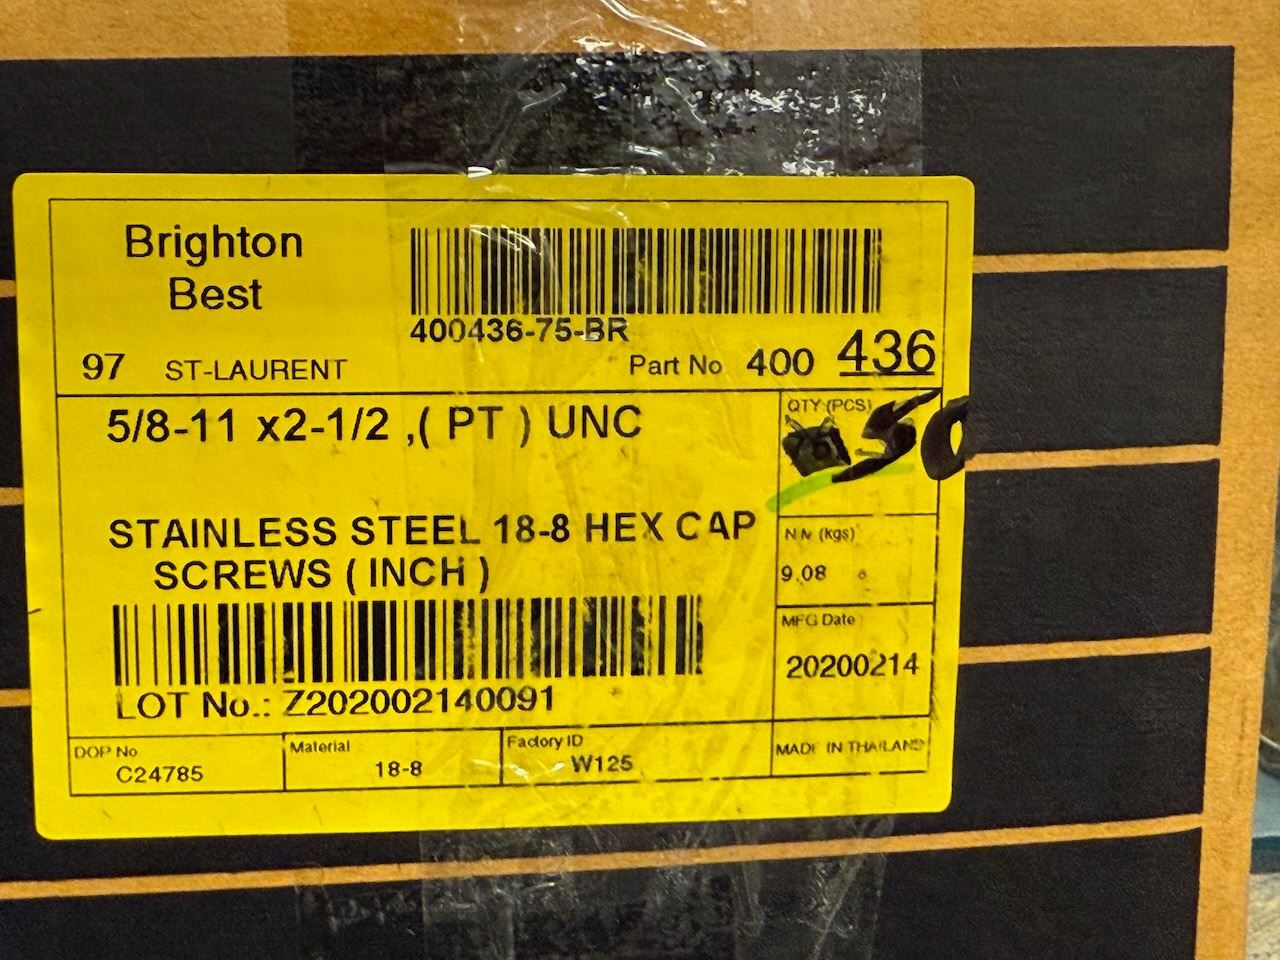 Brighton
Best
400436-75-BR
97 ST-LAURENT
Part No 400 436
5/8-11 x2-1/2 ,( PT ) UNC
QTY (PCS)
50
STAINLESS STEEL 18-8 HEX CAP
SCREWS ( INCH )
(kgs)
9.08
MFG Date
20200214
LOT No.: Z202002140091
DOP No
C24785
Material
18-8
Factory ID
W125
MADE IN THAILAND